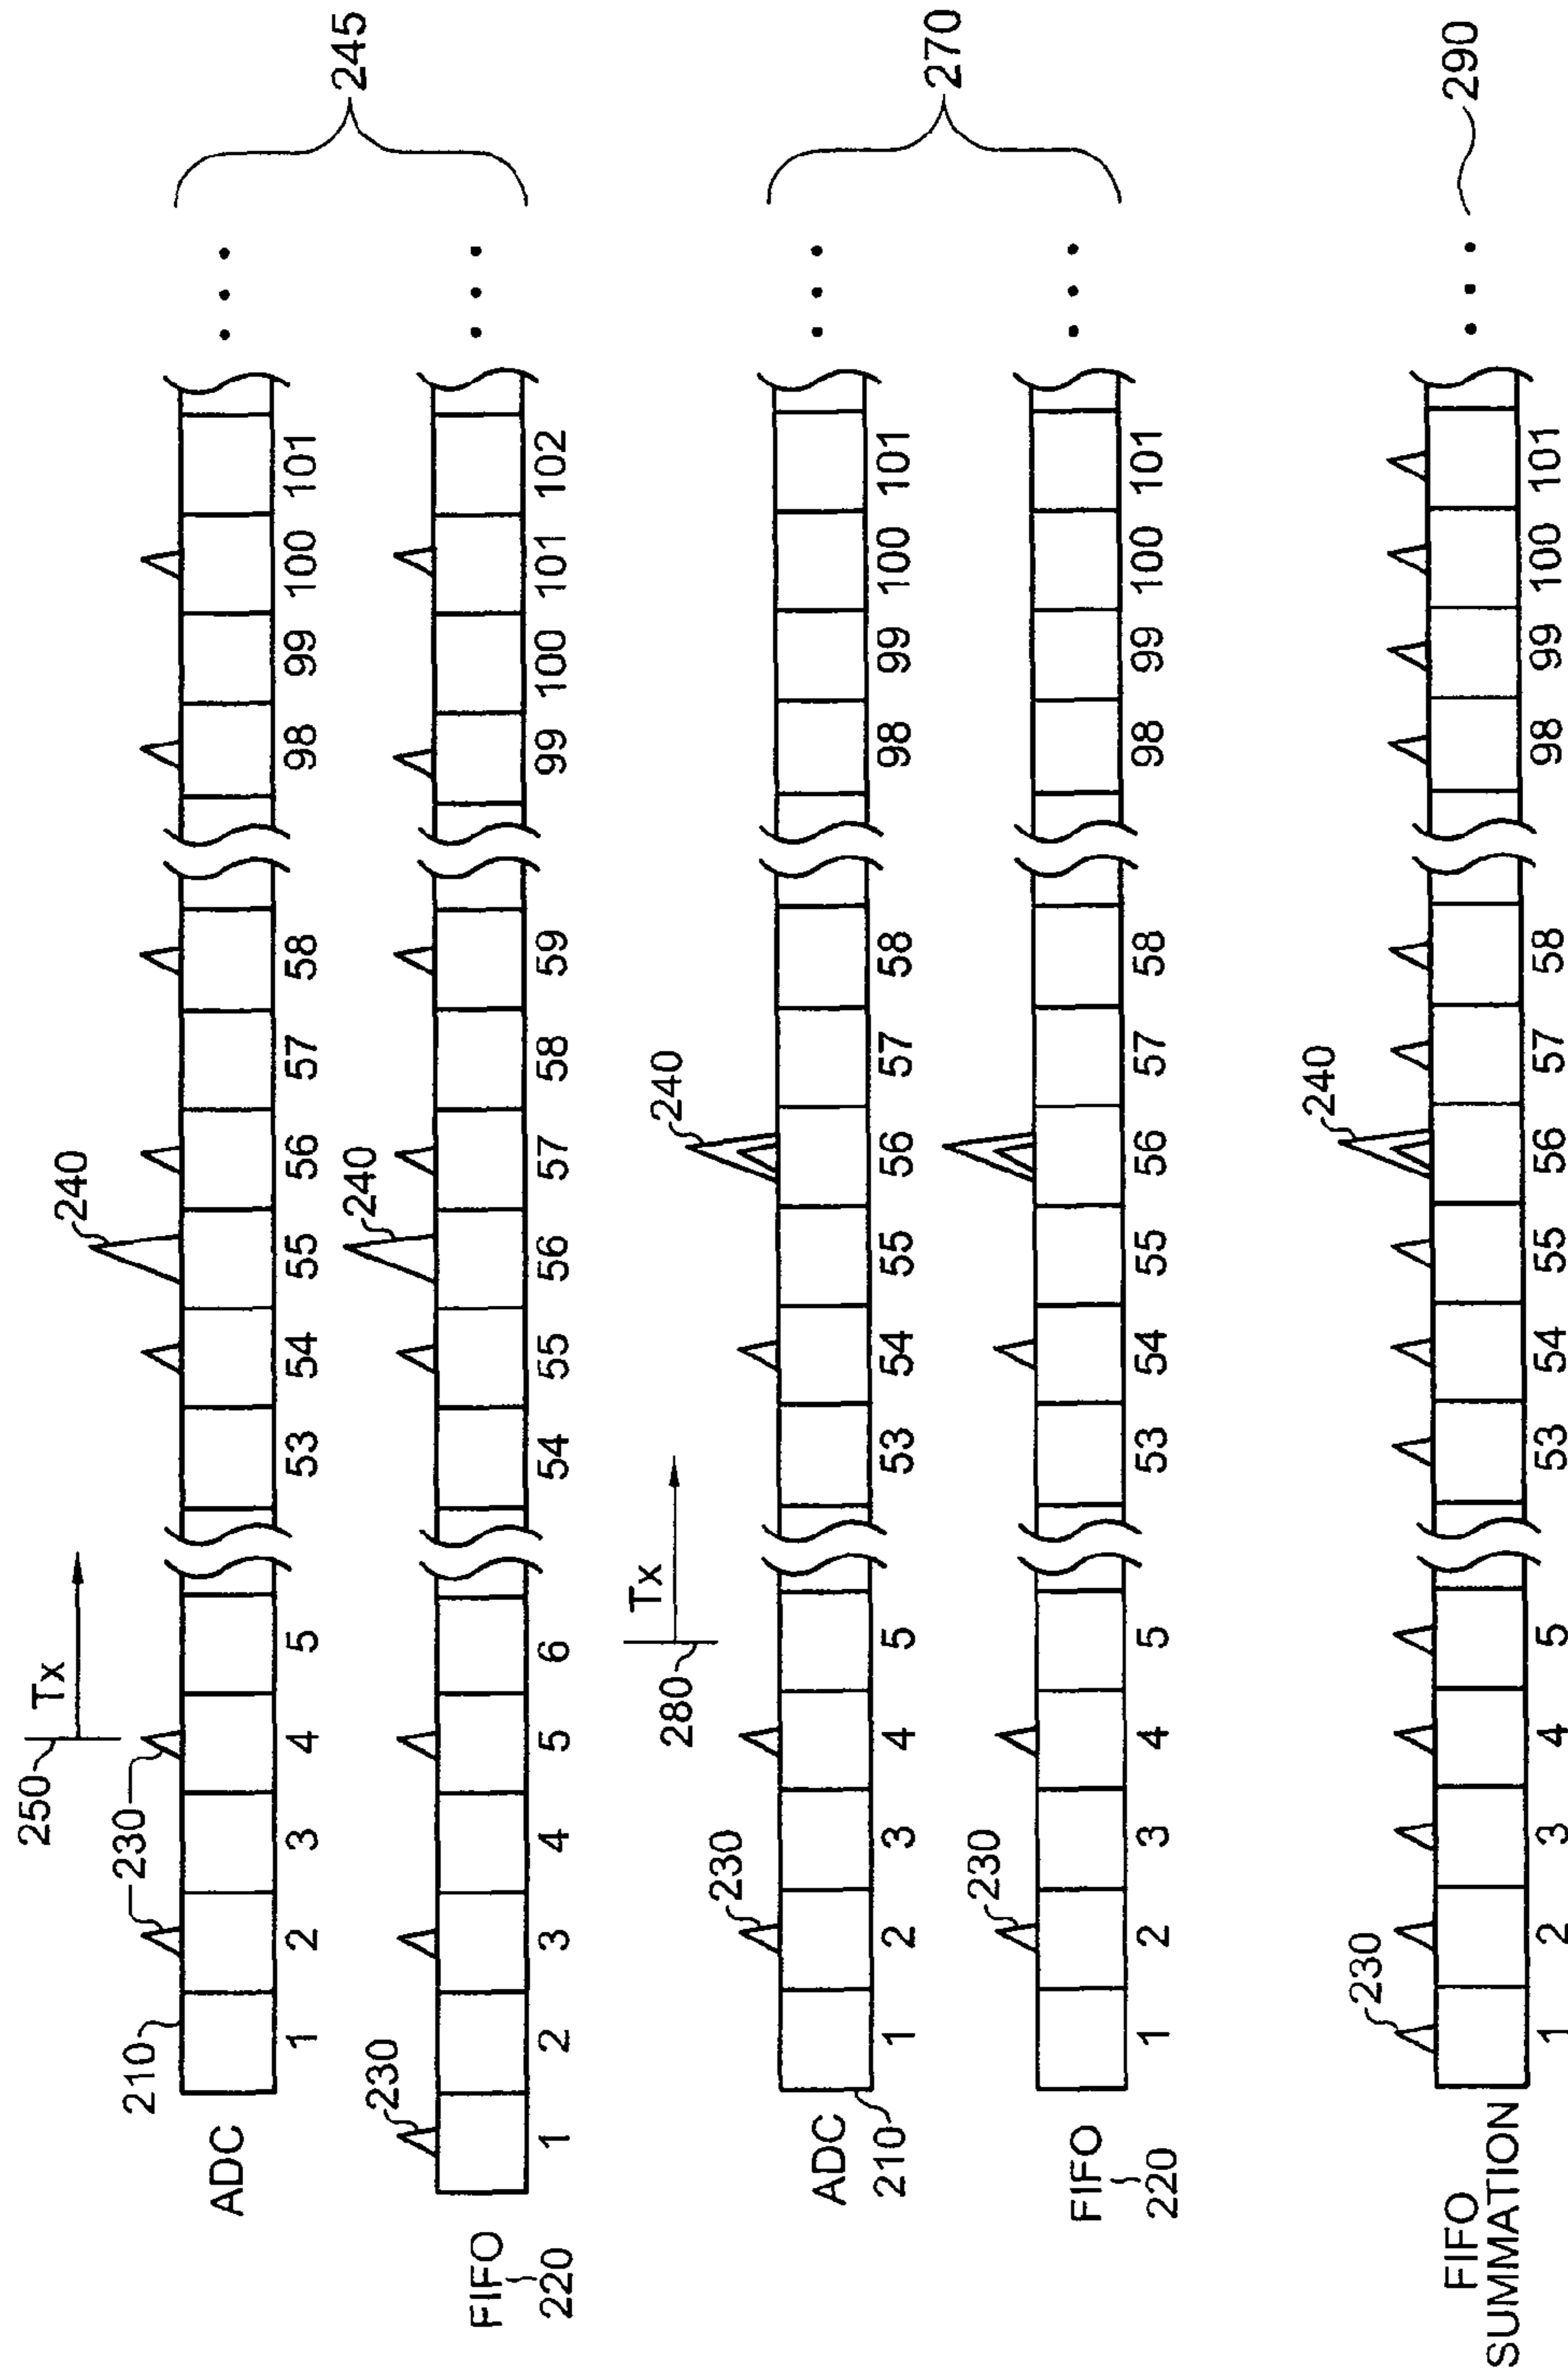 250 Tx
210 230 240
ADC
1 2 3 4 5 53 54 55 56 57 58 98 99 100 101
245
230 240
FIFO
220
1 2 3 4 5 6 54 55 56 57 58 59 99 100 101 102
280 Tx
230 240
ADC
210
1 2 3 4 5 53 54 55 56 57 58 98 99 100 101
270
230
FIFO
220
1 2 3 4 5 53 54 55 56 57 58 98 99 100 101
230 240
FIFO
SUMMATION
290
1 2 3 4 5 53 54 55 56 57 58 98 99 100 101